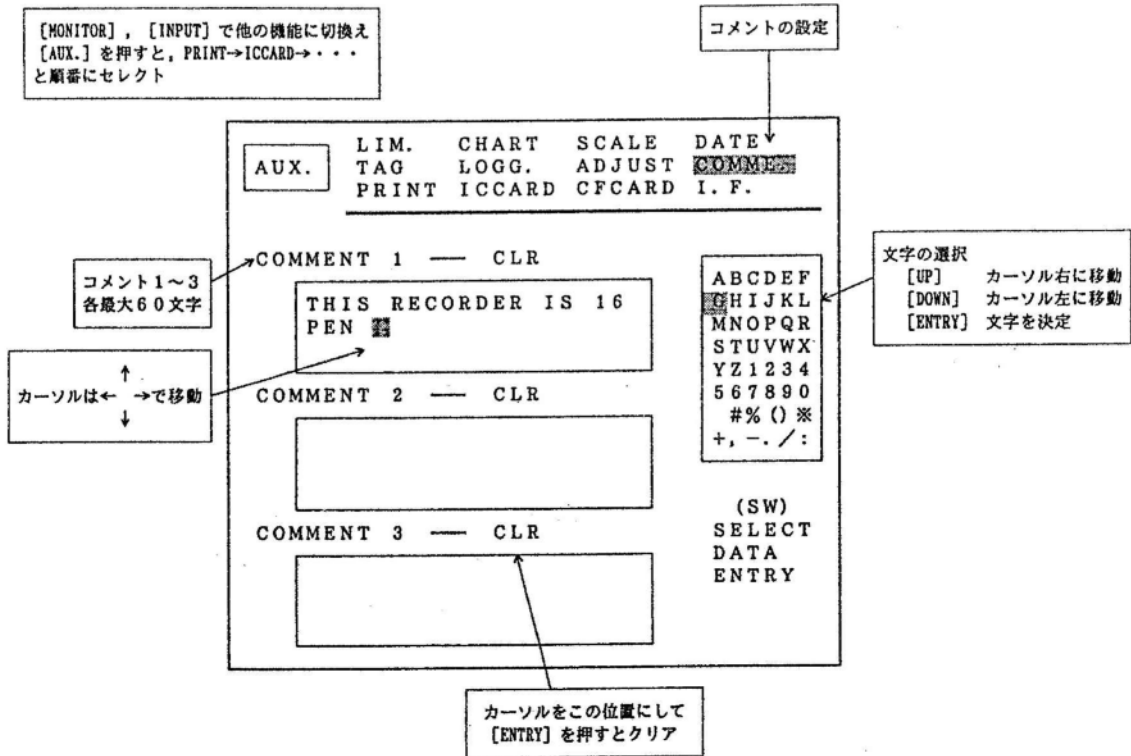 [MONITOR] , [INPUT] で他の機能に切換え
[AUX.] を押すと, PRINT→ICCARD→・・・
と順番にセレクト
コメントの設定
AUX.
LIM. CHART SCALE DATE
TAG LOGG. ADJUST COMME.
PRINT ICCARD CFCARD I.F.
コメント1～3
各最大60文字
COMMENT 1 — CLR
THIS RECORDER IS 16
PEN
カーソルは← →で移動
↑
↓
COMMENT 2 — CLR
COMMENT 3 — CLR
ABCDEF
GHIJKL
MNOPQR
STUVWX
YZ1234
567890
#%()※
+,−./:
文字の選択
[UP] カーソル右に移動
[DOWN] カーソル左に移動
[ENTRY] 文字を決定
(SW)
SELECT
DATA
ENTRY
カーソルをこの位置にして
[ENTRY] を押すとクリア